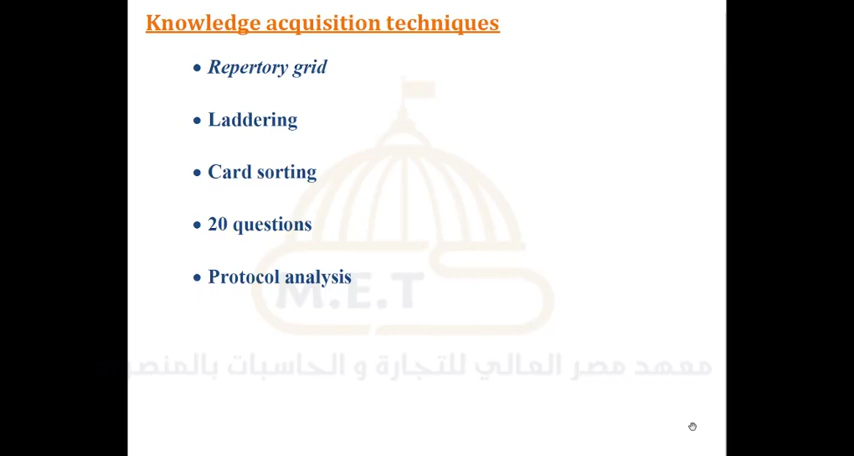 Knowledge acquisition techniques
• Repertory grid
• Laddering
• Card sorting
• 20 questions
• Protocol analysis
M.E.T
معهد مصر العالي للتجارة و الحاسبات بالمنصورة